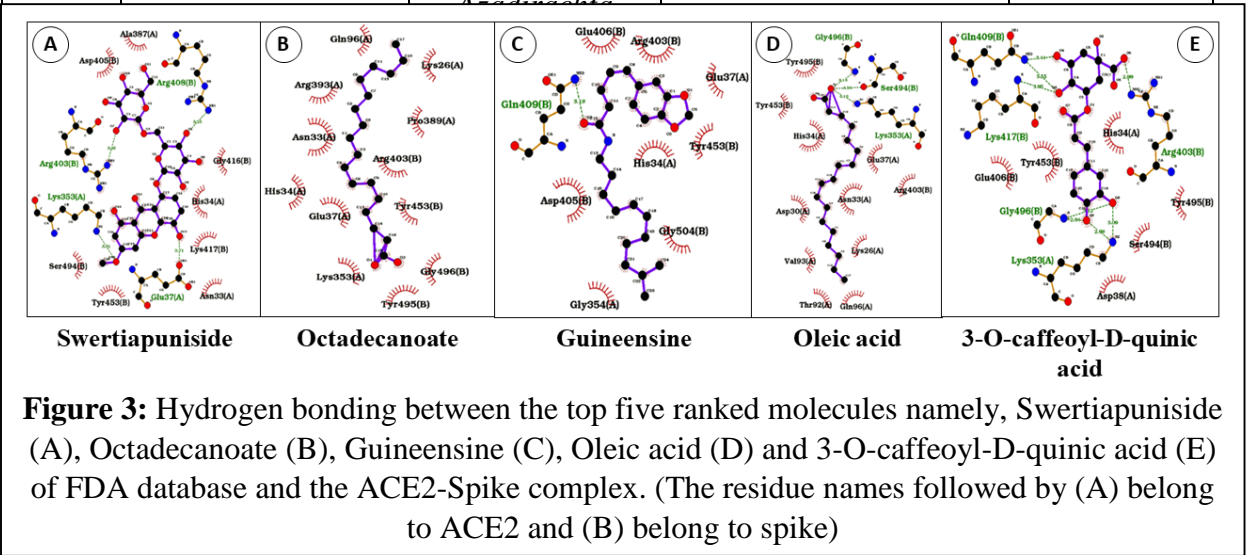 Azadirachta
A
Ala387(A)
Asp405(B)
Arg408(B)
Arg403(B)
Gly416(B)
Lys353(A)
His34(A)
Lys417(B)
Ser494(B)
Tyr453(B)
Glu37(A)
Asn33(A)
B
Gln96(A)
Lys26(A)
Arg393(A)
Pro389(A)
Asn33(A)
Arg403(B)
His34(A)
Glu37(A)
Tyr453(B)
Lys353(A)
Gly496(B)
Tyr495(B)
C
Glu406(B)
Arg403(B)
Glu37(A)
Gln409(B)
Tyr453(B)
His34(A)
Asp405(B)
Gly504(B)
Gly354(A)
D
Gly496(B)
Tyr495(B)
Ser494(B)
Tyr453(B)
His34(A)
Lys353(A)
Glu37(A)
Arg403(B)
Asn33(A)
Asp30(A)
Lys26(A)
Val93(A)
Thr92(A)
Gln96(A)
E
Gln409(B)
Lys417(B)
His34(A)
Arg403(B)
Tyr453(B)
Glu406(B)
Tyr495(B)
Gly496(B)
Ser494(B)
Lys353(A)
Asp38(A)
Swertiapuniside
Octadecanoate
Guineensine
Oleic acid
3-O-caffeoyl-D-quinic
acid
Figure 3: Hydrogen bonding between the top five ranked molecules namely, Swertiapuniside
(A), Octadecanoate (B), Guineensine (C), Oleic acid (D) and 3-O-caffeoyl-D-quinic acid (E)
of FDA database and the ACE2-Spike complex. (The residue names followed by (A) belong
to ACE2 and (B) belong to spike)